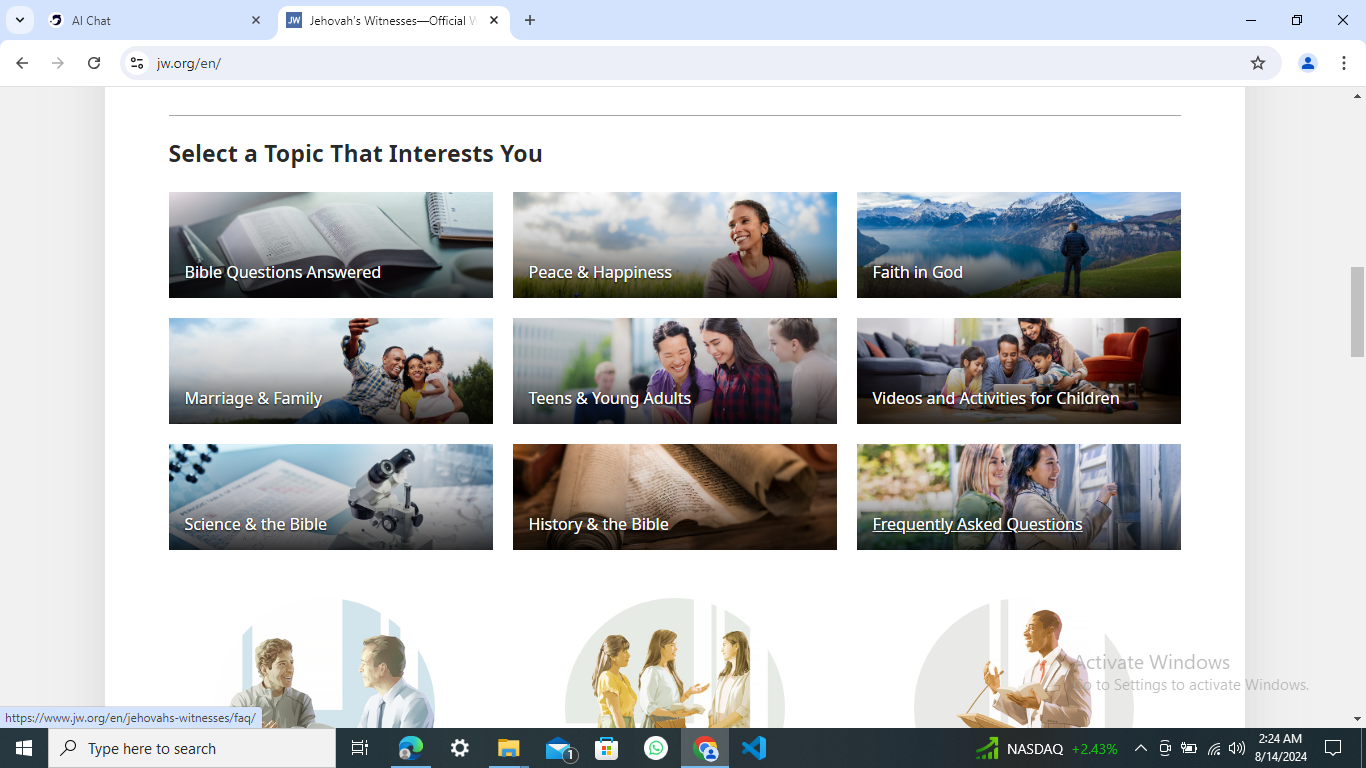 AI Chat
JW
Jehovah's Witnesses—Official W
jw.org/en/
Select a Topic That Interests You
Bible Questions Answered
Peace & Happiness
Faith in God
Marriage & Family
Teens & Young Adults
Videos and Activities for Children
Science & the Bible
History & the Bible
Frequently Asked Questions
Activate Windows
Go to Settings to activate Windows.
https://www.jw.org/en/jehovahs-witnesses/faq/
Type here to search
1
NASDAQ +2.43%
2:24 AM
8/14/2024